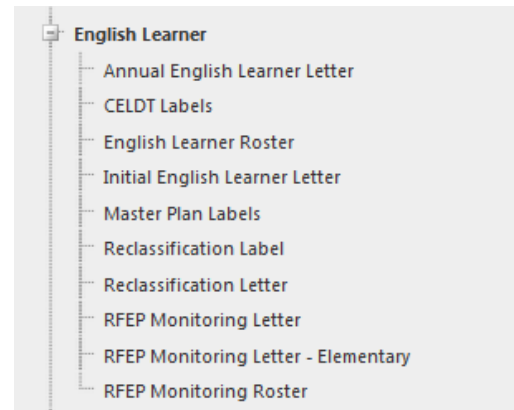 English Learner
Annual English Learner Letter
CELDT Labels
English Learner Roster
Initial English Learner Letter
Master Plan Labels
Reclassification Label
Reclassification Letter
RFEP Monitoring Letter
RFEP Monitoring Letter - Elementary
RFEP Monitoring Roster